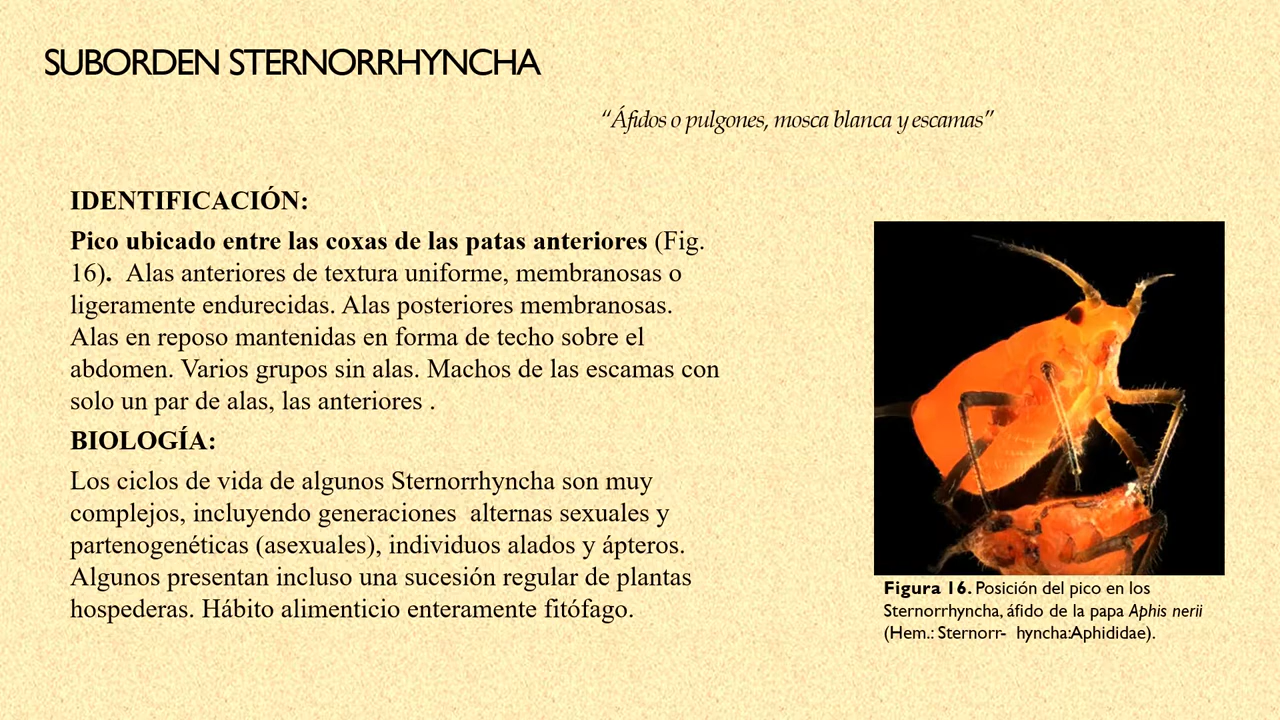 SUBORDEN STERNORRHYNCHA
“Áfidos o pulgones, mosca blanca y escamas”
IDENTIFICACIÓN:
Pico ubicado entre las coxas de las patas anteriores (Fig.
16).  Alas anteriores de textura uniforme, membranosas o
ligeramente endurecidas. Alas posteriores membranosas.
Alas en reposo mantenidas en forma de techo sobre el
abdomen. Varios grupos sin alas. Machos de las escamas con
solo un par de alas, las anteriores .
BIOLOGÍA:
Los ciclos de vida de algunos Sternorrhyncha son muy
complejos, incluyendo generaciones  alternas sexuales y
partenogenéticas (asexuales), individuos alados y ápteros.
Algunos presentan incluso una sucesión regular de plantas
hospederas. Hábito alimenticio enteramente fitófago.
Figura 16. Posición del pico en los
Sternorrhyncha, áfido de la papa Aphis nerii
(Hem.: Sternorr-  hyncha:Aphididae).